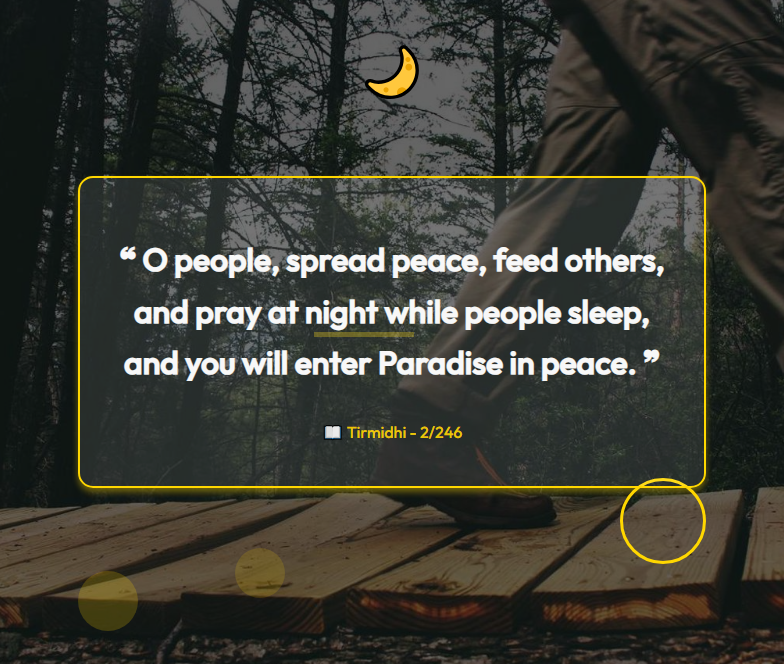 ❝ O people, spread peace, feed others,
and pray at night while people sleep,
and you will enter Paradise in peace. ❞
📖 Tirmidhi - 2/246